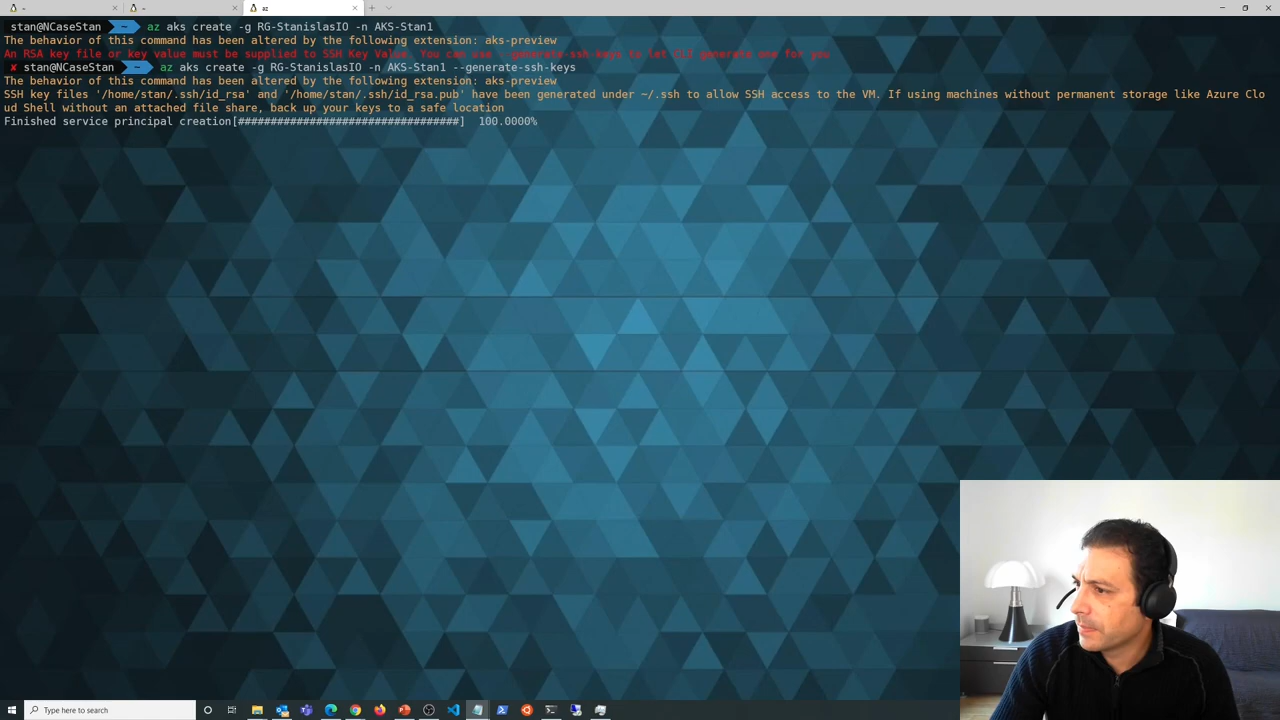 ~
~
az
stan@NCaseStan ~ az aks create -g RG-StanislasIO -n AKS-Stan1
The behavior of this command has been altered by the following extension: aks-preview
An RSA key file or key value must be supplied to SSH Key Value. You can use --generate-ssh-keys to let CLI generate one for you
✘ stan@NCaseStan ~ az aks create -g RG-StanislasIO -n AKS-Stan1 --generate-ssh-keys
The behavior of this command has been altered by the following extension: aks-preview
SSH key files '/home/stan/.ssh/id_rsa' and '/home/stan/.ssh/id_rsa.pub' have been generated under ~/.ssh to allow SSH access to the VM. If using machines without permanent storage like Azure Clo
ud Shell without an attached file share, back up your keys to a safe location
Finished service principal creation[##################################] 100.0000%
Type here to search